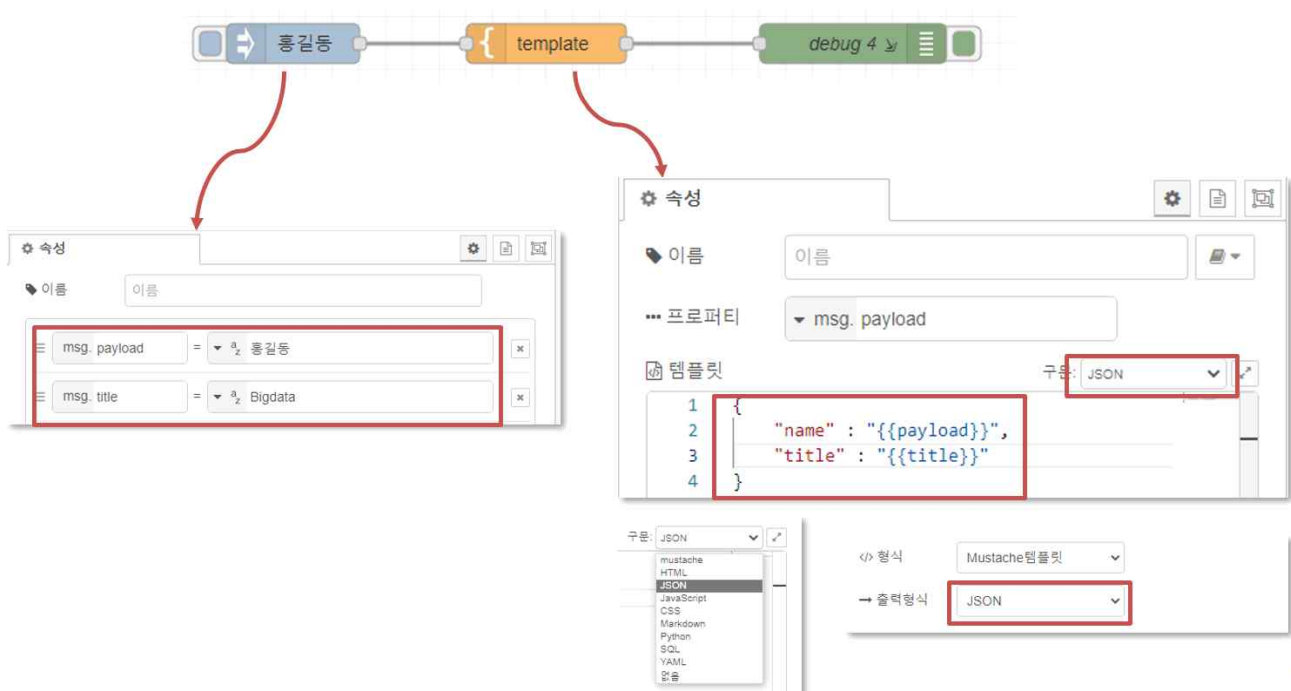 홍길동
template
debug 4
속성
이름
이름
msg. payload = a z 홍길동
msg. title = a z Bigdata
속성
이름
이름
프로퍼티
msg. payload
템플릿
구문: JSON
1 {
2 "name" : "{{payload}}",
3 "title" : "{{title}}"
4 }
구문: JSON
mustache
HTML
JSON
JavaScript
CSS
Markdown
Python
SQL
YAML
없음
형식 Mustache템플릿
출력형식 JSON